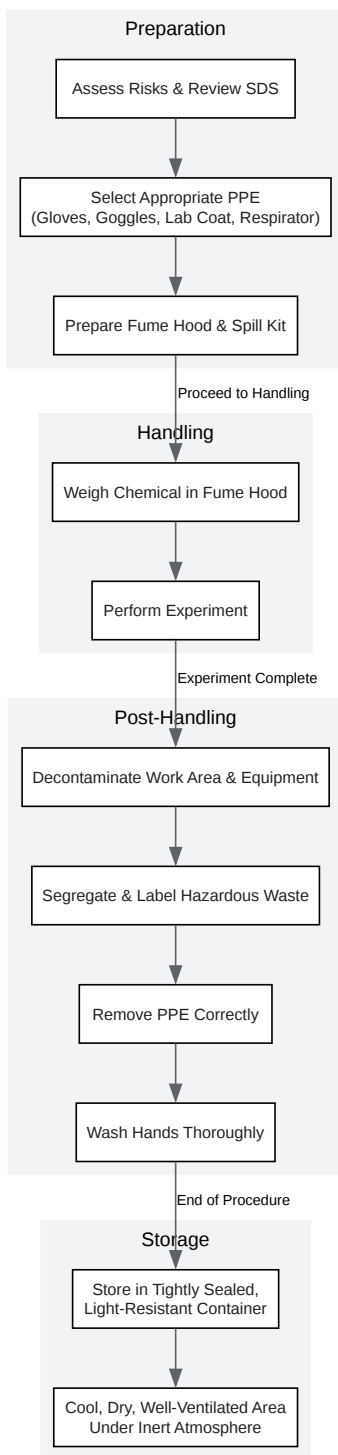 Preparation
Assess Risks & Review SDS
Select Appropriate PPE
(Gloves, Goggles, Lab Coat, Respirator)
Prepare Fume Hood & Spill Kit
Proceed to Handling
Handling
Weigh Chemical in Fume Hood
Perform Experiment
Experiment Complete
Post-Handling
Decontaminate Work Area & Equipment
Segregate & Label Hazardous Waste
Remove PPE Correctly
Wash Hands Thoroughly
End of Procedure
Storage
Store in Tightly Sealed,
Light-Resistant Container
Cool, Dry, Well-Ventilated Area
Under Inert Atmosphere